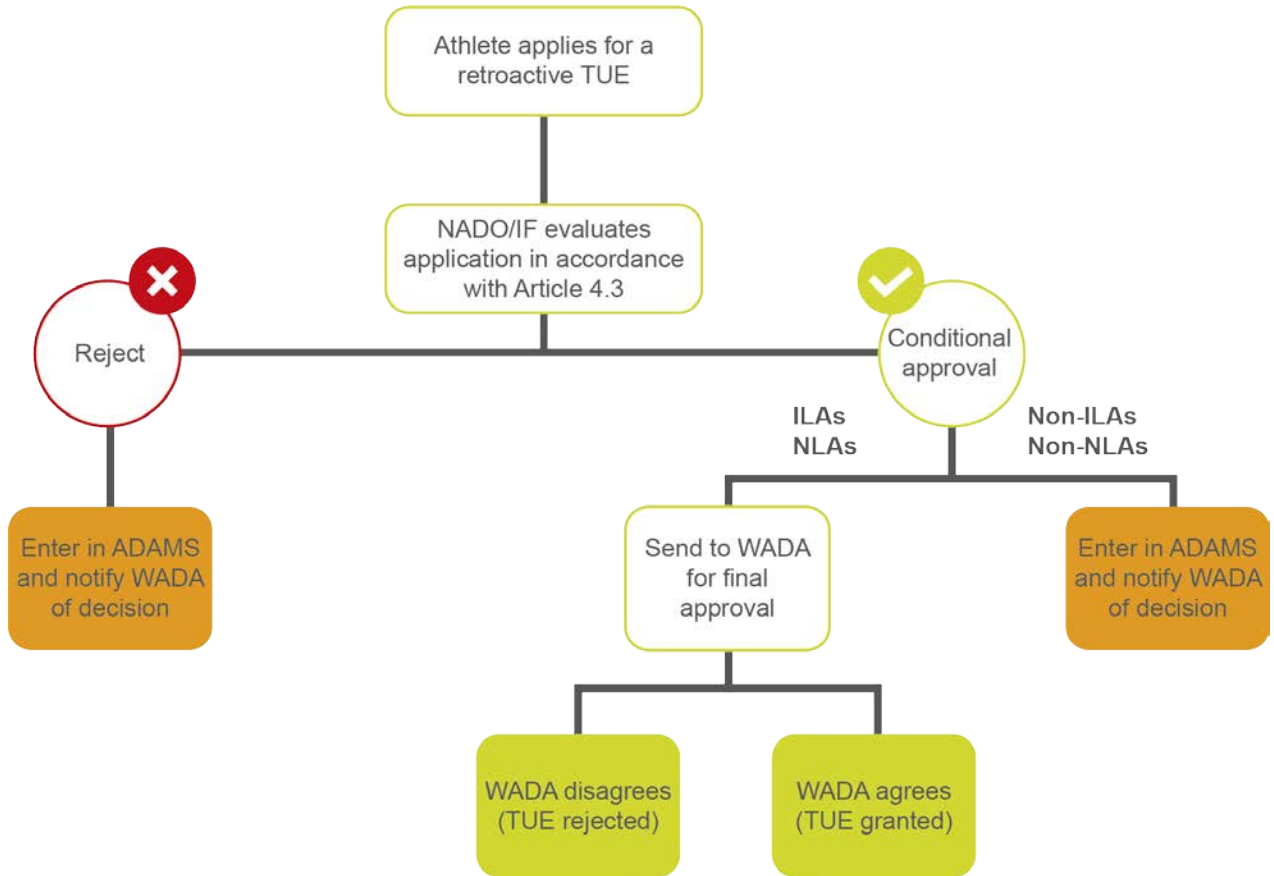 Athlete applies for a
retroactive TUE
NADO/IF evaluates
application in accordance
with Article 4.3
Reject
Conditional
approval
ILAs
NLAs
Non-ILAs
Non-NLAs
Enter in ADAMS
and notify WADA
of decision
Send to WADA
for final
approval
Enter in ADAMS
and notify WADA
of decision
WADA disagrees
(TUE rejected)
WADA agrees
(TUE granted)